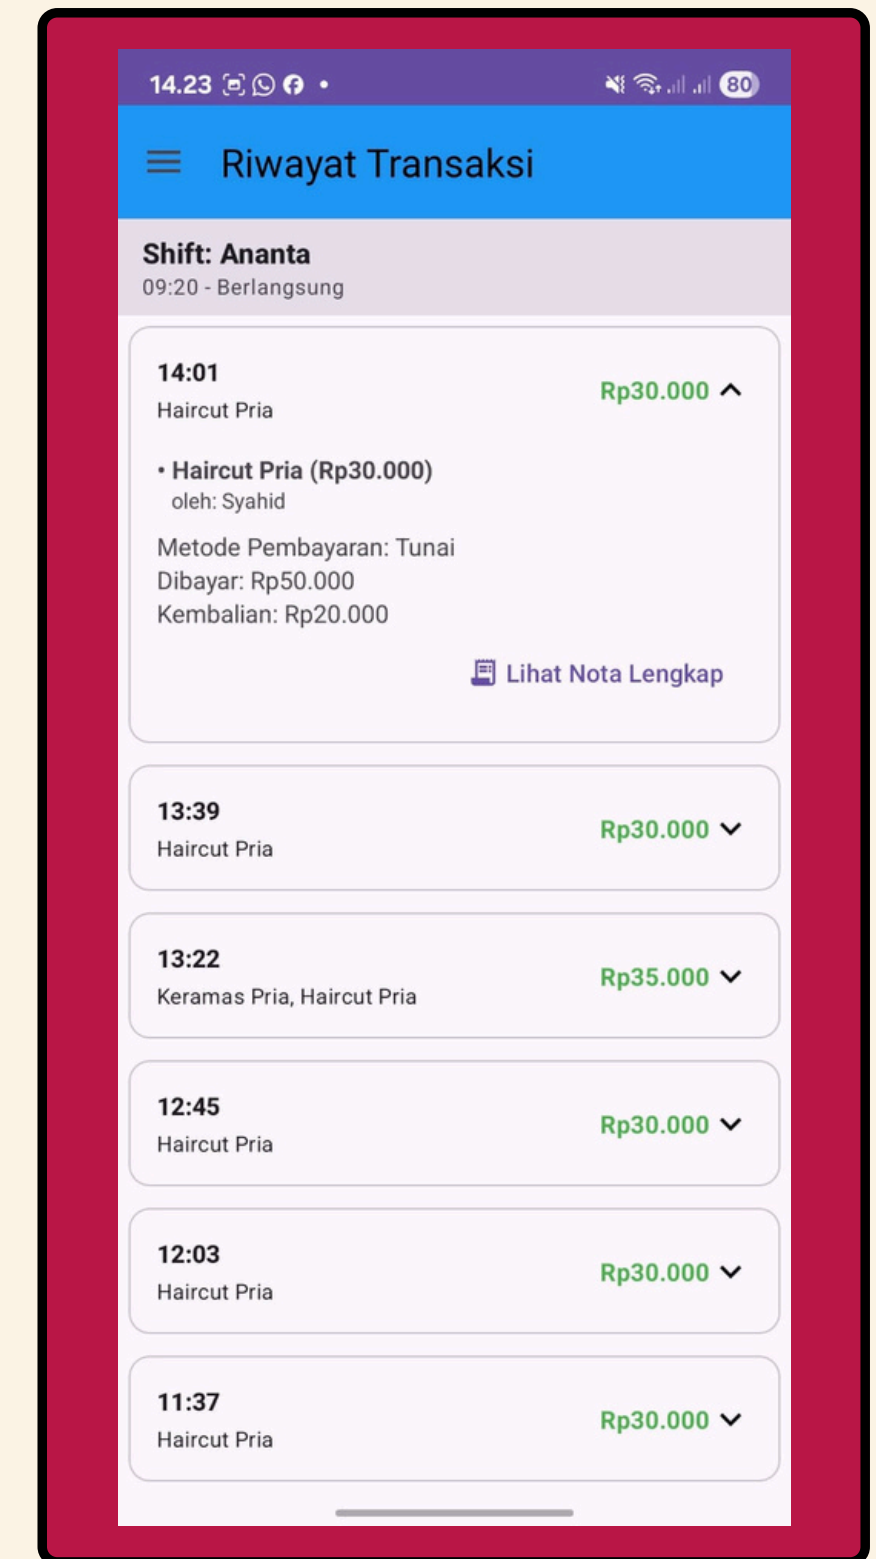 14.23
80
Riwayat Transaksi
Shift: Ananta
09:20 - Berlangsung
14:01
Haircut Pria
Rp30.000
• Haircut Pria (Rp30.000)
oleh: Syahid
Metode Pembayaran: Tunai
Dibayar: Rp50.000
Kembalian: Rp20.000
Lihat Nota Lengkap
13:39
Haircut Pria
Rp30.000
13:22
Keramas Pria, Haircut Pria
Rp35.000
12:45
Haircut Pria
Rp30.000
12:03
Haircut Pria
Rp30.000
11:37
Haircut Pria
Rp30.000